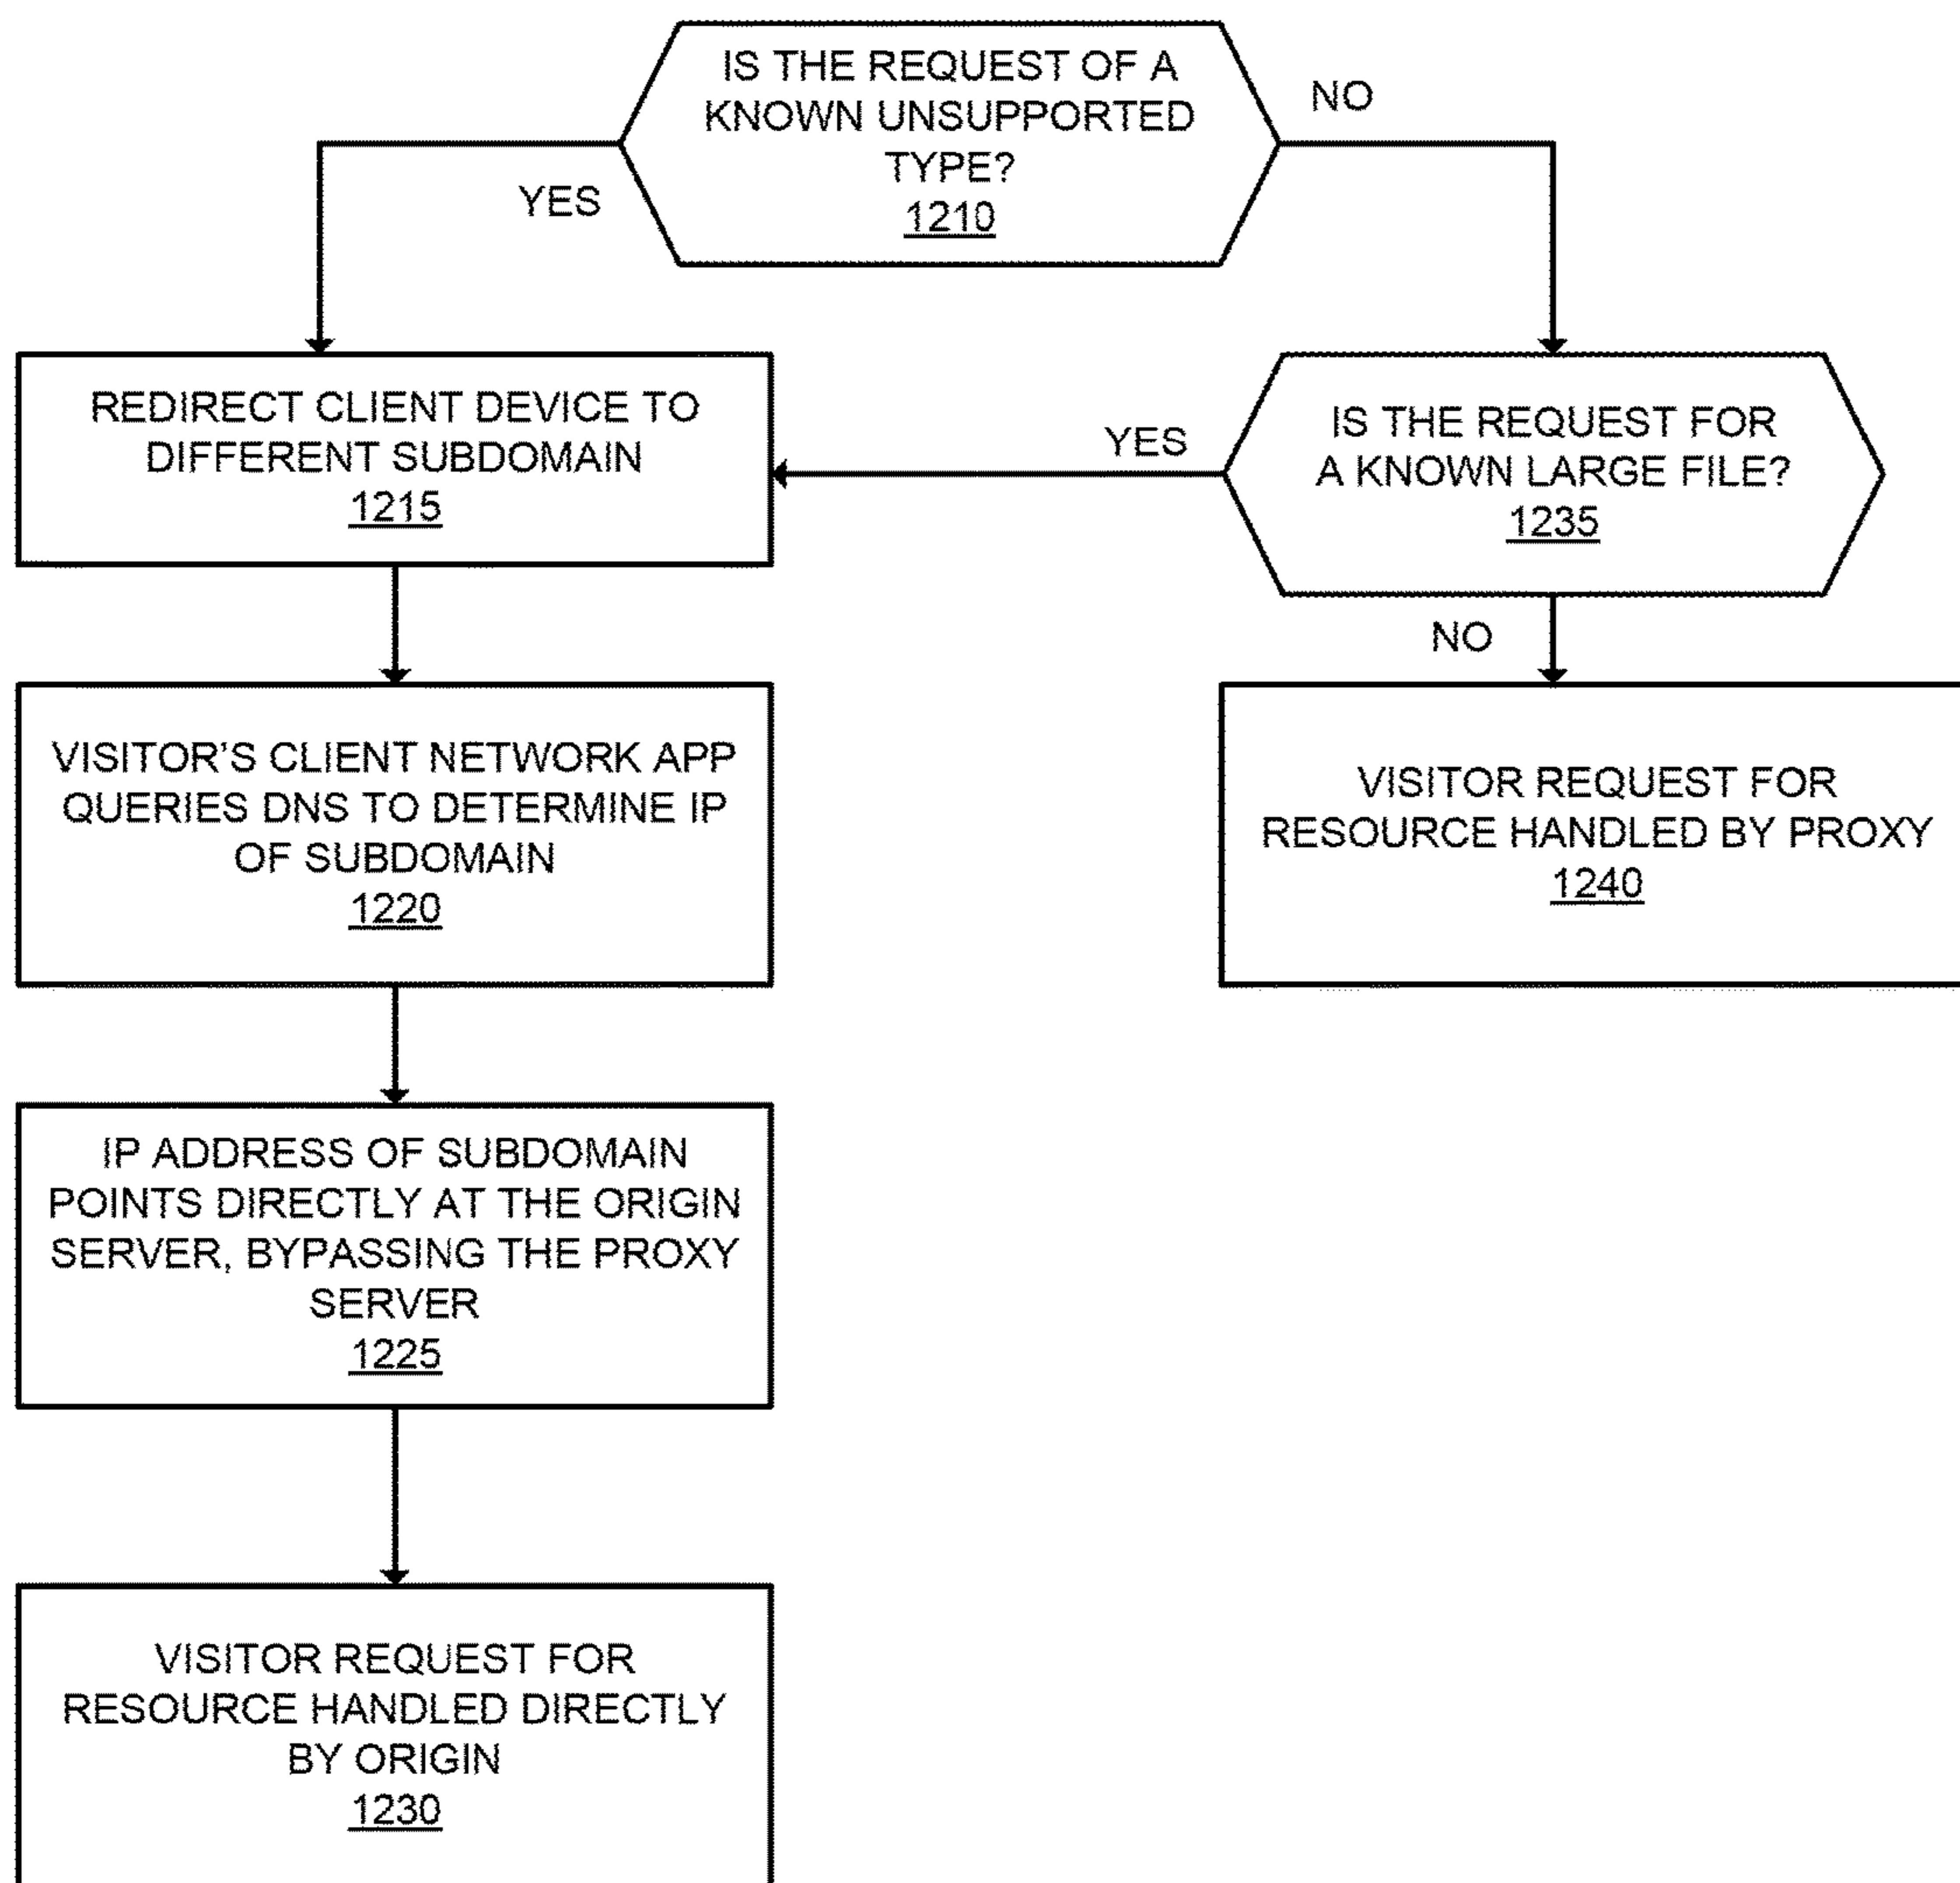 IS THE REQUEST OF A
KNOWN UNSUPPORTED
TYPE?
1210
NO
YES
REDIRECT CLIENT DEVICE TO
DIFFERENT SUBDOMAIN
1215
YES
IS THE REQUEST FOR
A KNOWN LARGE FILE?
1235
NO
VISITOR'S CLIENT NETWORK APP
QUERIES DNS TO DETERMINE IP
OF SUBDOMAIN
1220
VISITOR REQUEST FOR
RESOURCE HANDLED BY PROXY
1240
IP ADDRESS OF SUBDOMAIN
POINTS DIRECTLY AT THE ORIGIN
SERVER, BYPASSING THE PROXY
SERVER
1225
VISITOR REQUEST FOR
RESOURCE HANDLED DIRECTLY
BY ORIGIN
1230